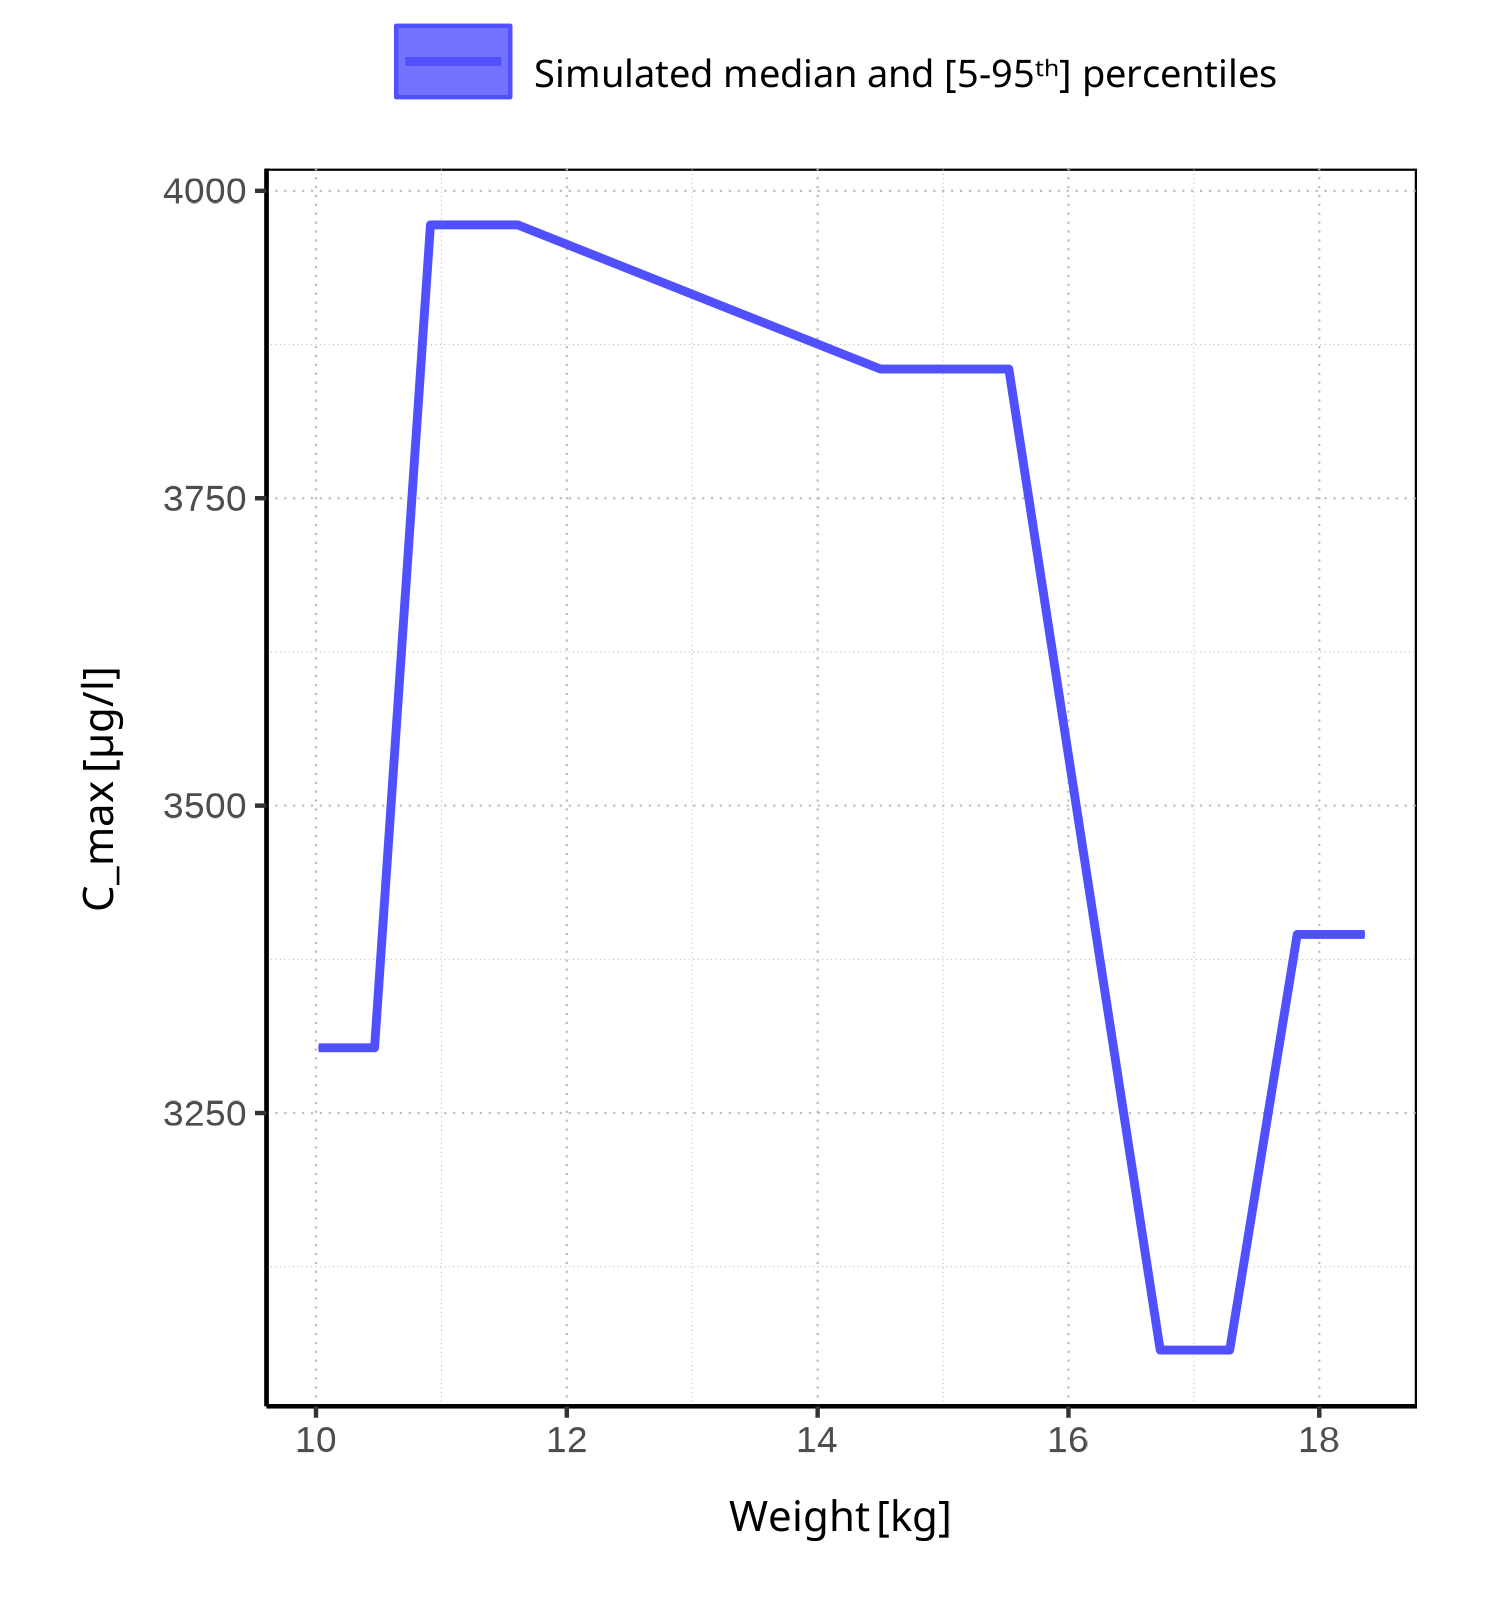 Simulated median and [5-95ᵗʰ] percentiles
4000
3750
3500
3250
C_max [µg/l]
10 12 14 16 18
Weight [kg]